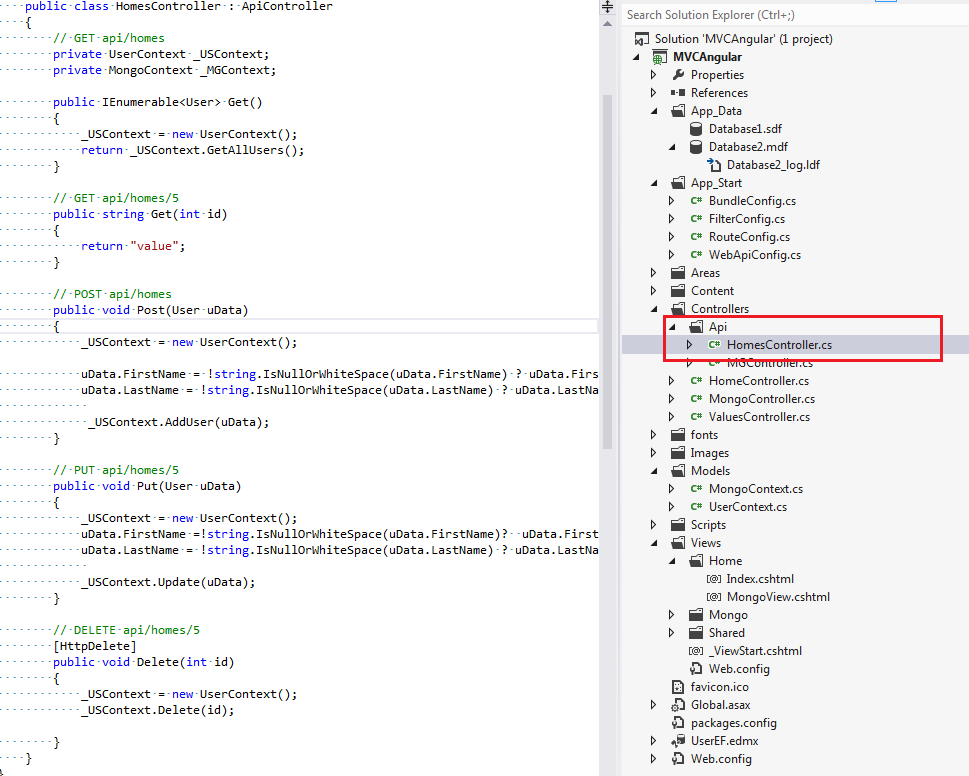 public class HomesController : ApiController
{
// GET api/homes
private UserContext _USContext;
private MongoContext _MGContext;
public IEnumerable<User> Get()
{
_USContext = new UserContext();
return _USContext.GetAllUsers();
}
// GET api/homes/5
public string Get(int id)
{
return "value";
}
// POST api/homes
public void Post(User uData)
{
_USContext = new UserContext();
uData.FirstName = !string.IsNullOrWhiteSpace(uData.FirstName) ? uData.Firs
uData.LastName = !string.IsNullOrWhiteSpace(uData.LastName) ? uData.LastNa
_USContext.AddUser(uData);
}
// PUT api/homes/5
public void Put(User uData)
{
_USContext = new UserContext();
uData.FirstName =!string.IsNullOrWhiteSpace(uData.FirstName)? uData.First
uData.LastName = !string.IsNullOrWhiteSpace(uData.LastName) ? uData.LastNa
_USContext.Update(uData);
}
// DELETE api/homes/5
[HttpDelete]
public void Delete(int id)
{
_USContext = new UserContext();
_USContext.Delete(id);
}
}
}
Search Solution Explorer (Ctrl+;)
Solution 'MVCAngular' (1 project)
MVCAngular
Properties
References
App_Data
Database1.sdf
Database2.mdf
Database2_log.ldf
App_Start
C# BundleConfig.cs
C# FilterConfig.cs
C# RouteConfig.cs
C# WebApiConfig.cs
Areas
Content
Controllers
Api
C# HomesController.cs
C# MGController.cs
C# HomeController.cs
C# MongoController.cs
C# ValuesController.cs
fonts
Images
Models
C# MongoContext.cs
C# UserContext.cs
Scripts
Views
Home
[@] Index.cshtml
[@] MongoView.cshtml
Mongo
Shared
[@] _ViewStart.cshtml
Web.config
favicon.ico
Global.asax
packages.config
UserEF.edmx
Web.config